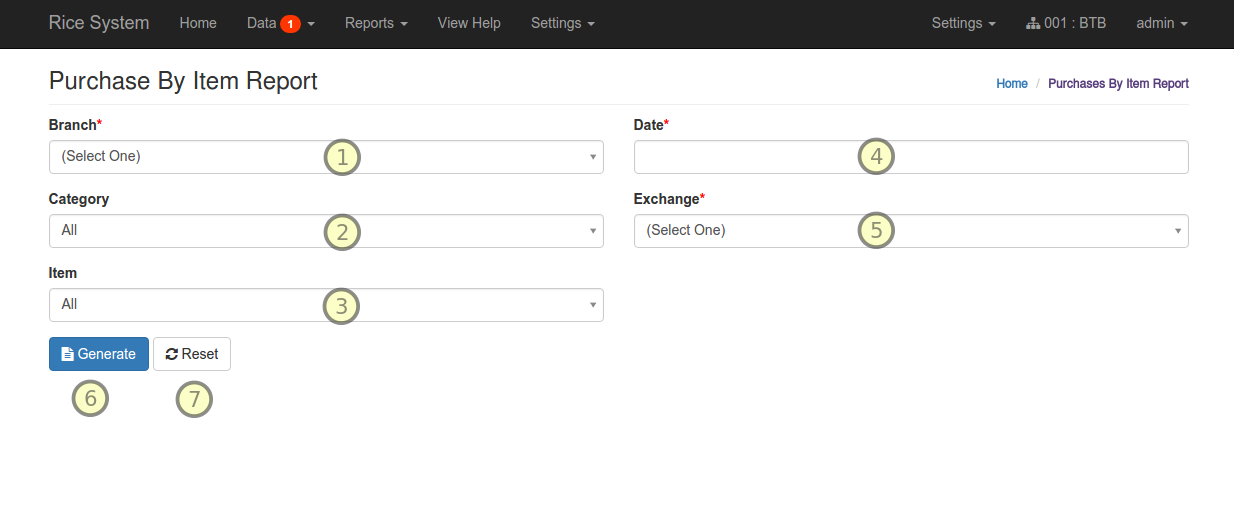 Rice System Home Data 1 Reports View Help Settings Settings 001 : BTB admin
Purchase By Item Report
Home / Purchases By Item Report
Branch*
(Select One)
1
Date*
4
Category
All
2
Exchange*
(Select One)
5
Item
All
3
Generate
Reset
6
7